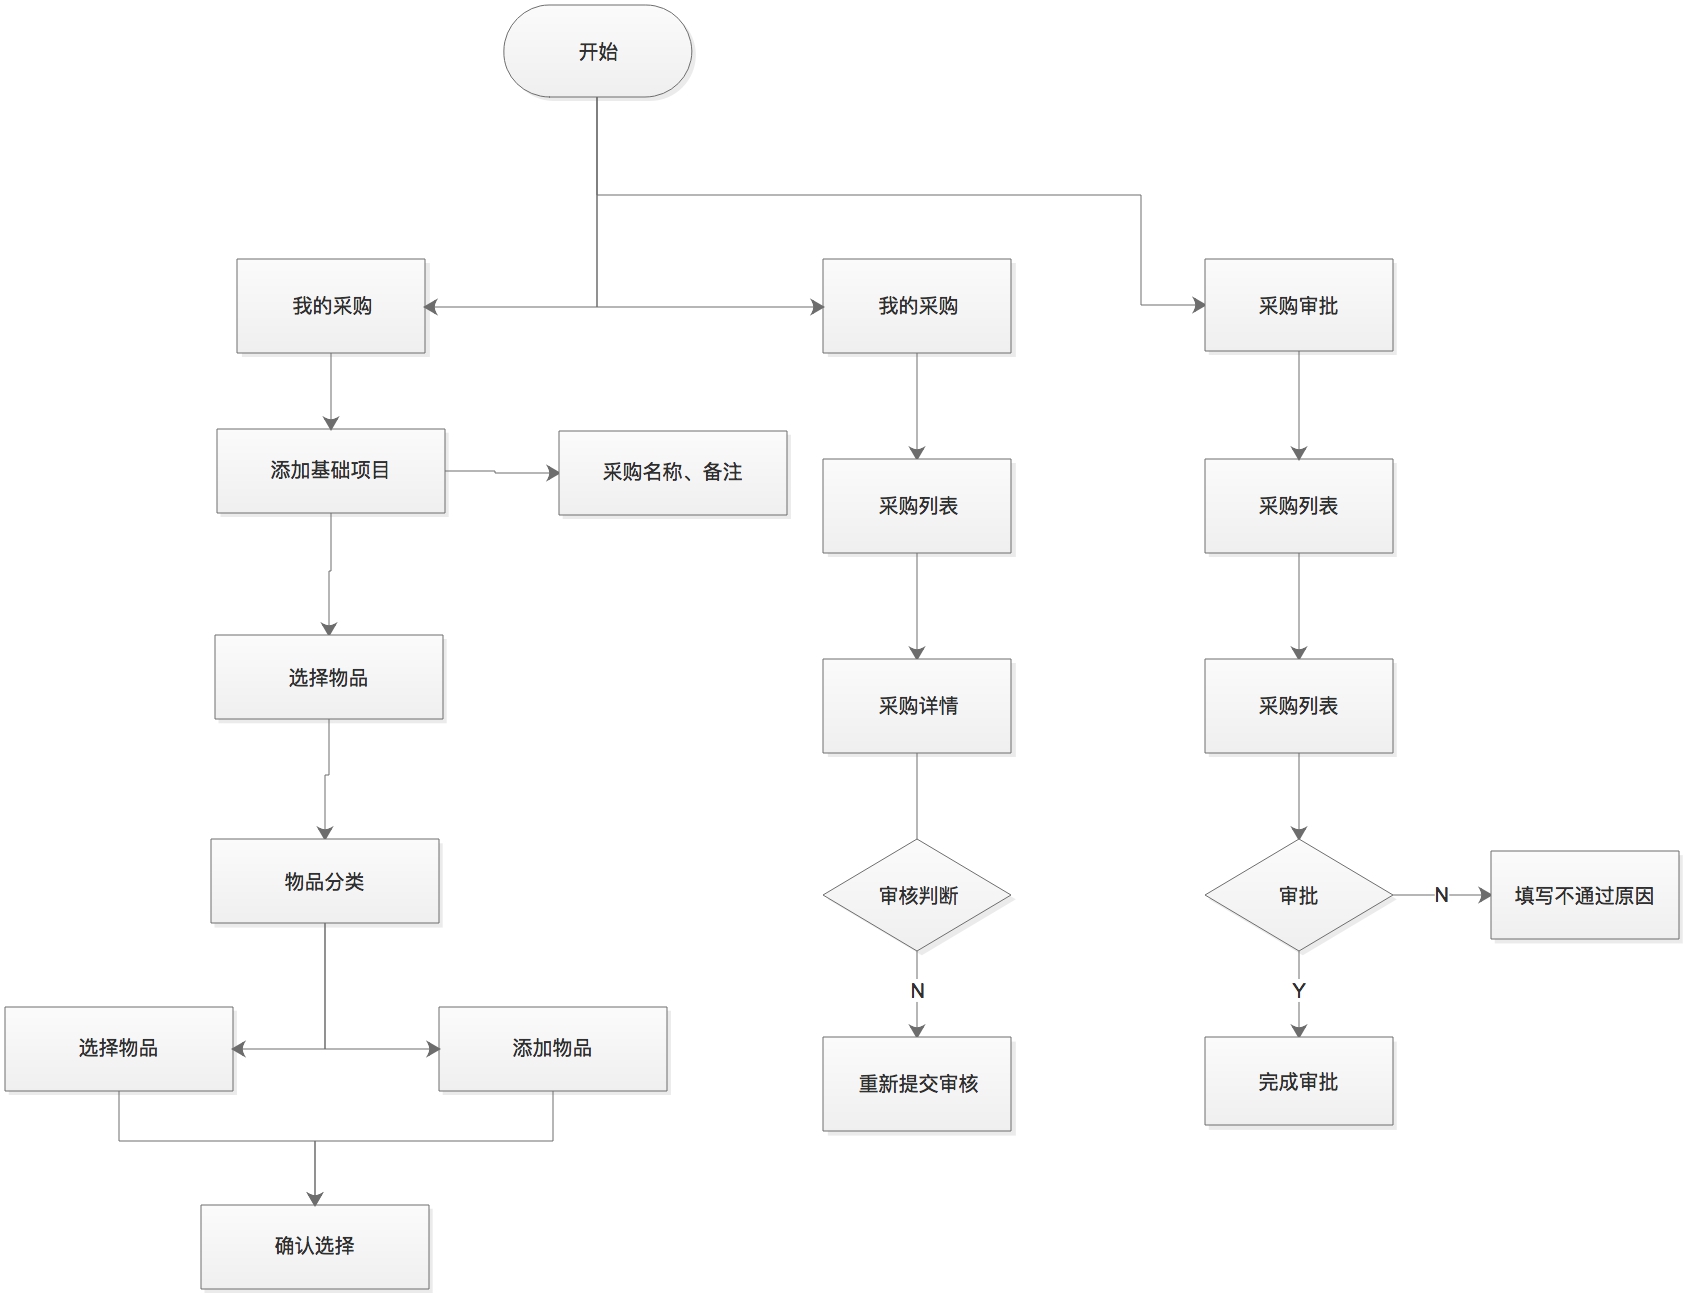 开始
我的采购
我的采购
采购审批
添加基础项目
采购名称、备注
采购列表
采购列表
选择物品
采购详情
采购列表
物品分类
审核判断
审批
N
填写不通过原因
N
Y
选择物品
添加物品
重新提交审核
完成审批
确认选择